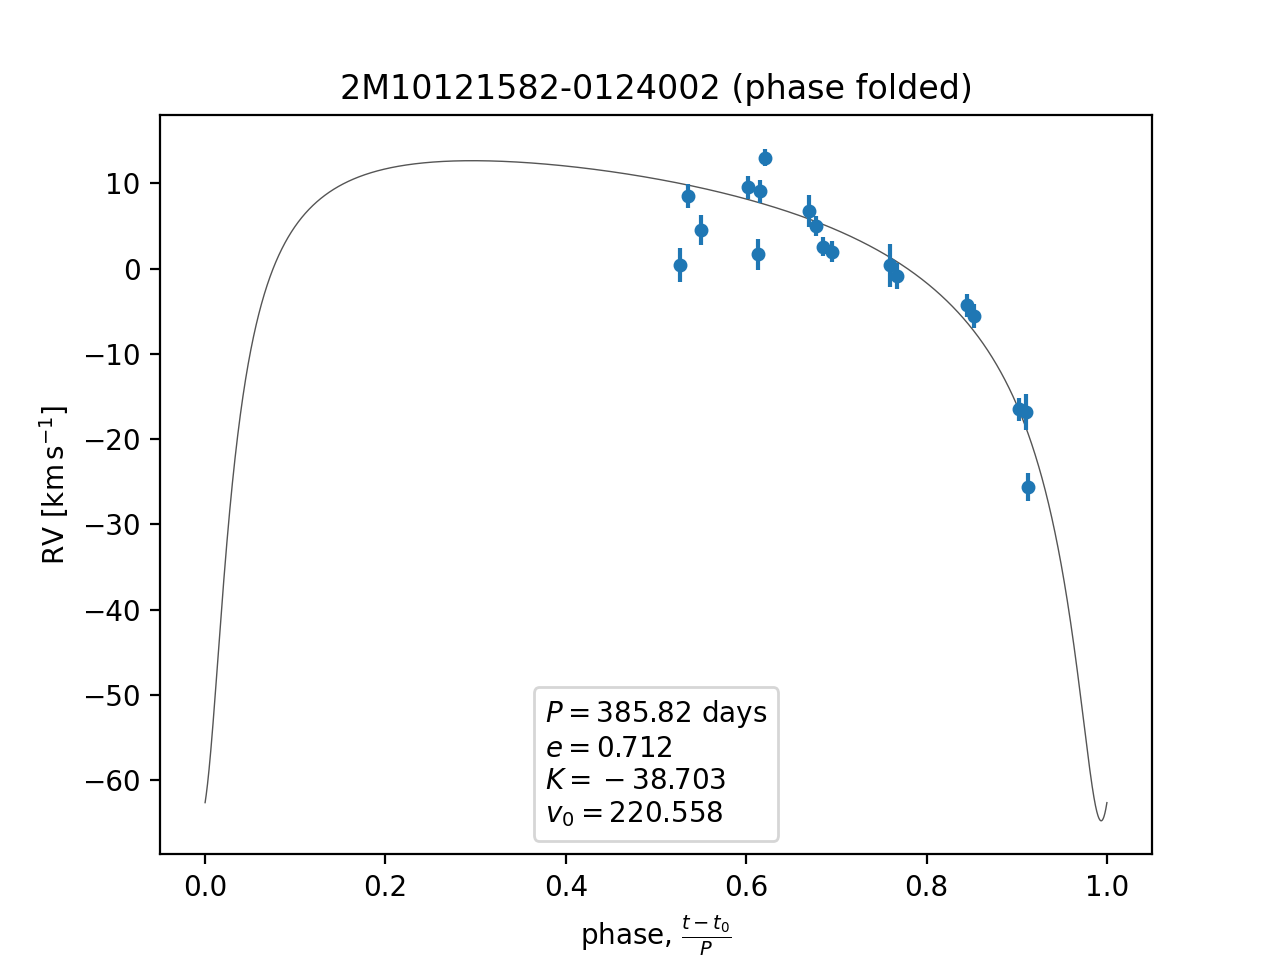 2M10121582-0124002 (phase folded)
RV [km s⁻¹]
10
0
−10
−20
−30
−40
−50
−60
P = 385.82 days
e = 0.712
K = − 38.703
v₀ = 220.558
0.0 0.2 0.4 0.6 0.8 1.0
phase, (t − t₀)/P